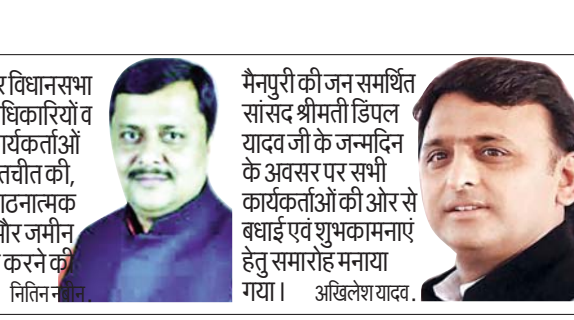 र विधानसभा
धिकारियों व
ार्यकर्ताओं
तचीत की,
ाठनात्मक
और जमीन
करने की
नितिन नवीन.
मैनपुरी की जन समर्थित
सांसद श्रीमती डिंपल
यादव जी के जन्मदिन
के अवसर पर सभी
कार्यकर्ताओं की ओर से
बधाई एवं शुभकामनाएं
हेतु समारोह मनाया
गया। अखिलेश यादव.